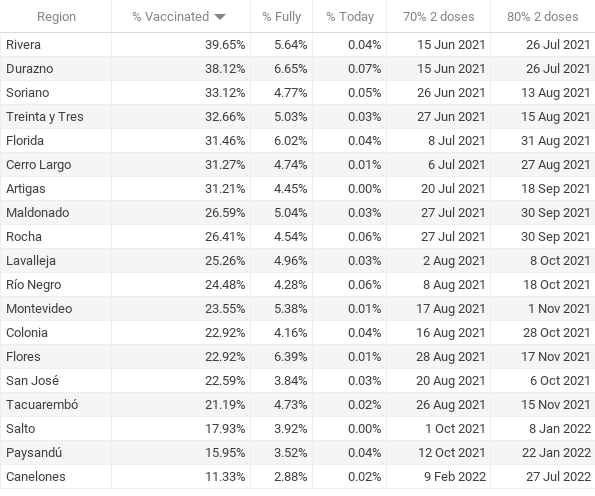 Region % Vaccinated % Fully % Today 70% 2 doses 80% 2 doses
Rivera 39.65% 5.64% 0.04% 15 Jun 2021 26 Jul 2021
Durazno 38.12% 6.65% 0.07% 15 Jun 2021 26 Jul 2021
Soriano 33.12% 4.77% 0.05% 26 Jun 2021 13 Aug 2021
Treinta y Tres 32.66% 5.03% 0.03% 27 Jun 2021 15 Aug 2021
Florida 31.46% 6.02% 0.04% 8 Jul 2021 31 Aug 2021
Cerro Largo 31.27% 4.74% 0.01% 6 Jul 2021 27 Aug 2021
Artigas 31.21% 4.45% 0.00% 20 Jul 2021 18 Sep 2021
Maldonado 26.59% 5.04% 0.03% 27 Jul 2021 30 Sep 2021
Rocha 26.41% 4.54% 0.06% 27 Jul 2021 30 Sep 2021
Lavalleja 25.26% 4.96% 0.03% 2 Aug 2021 8 Oct 2021
Río Negro 24.48% 4.28% 0.06% 8 Aug 2021 18 Oct 2021
Montevideo 23.55% 5.38% 0.01% 17 Aug 2021 1 Nov 2021
Colonia 22.92% 4.16% 0.04% 16 Aug 2021 28 Oct 2021
Flores 22.92% 6.39% 0.01% 28 Aug 2021 17 Nov 2021
San José 22.59% 3.84% 0.03% 20 Aug 2021 6 Oct 2021
Tacuarembó 21.19% 4.73% 0.02% 26 Aug 2021 15 Nov 2021
Salto 17.93% 3.92% 0.00% 1 Oct 2021 8 Jan 2022
Paysandú 15.95% 3.52% 0.04% 12 Oct 2021 22 Jan 2022
Canelones 11.33% 2.88% 0.02% 9 Feb 2022 27 Jul 2022